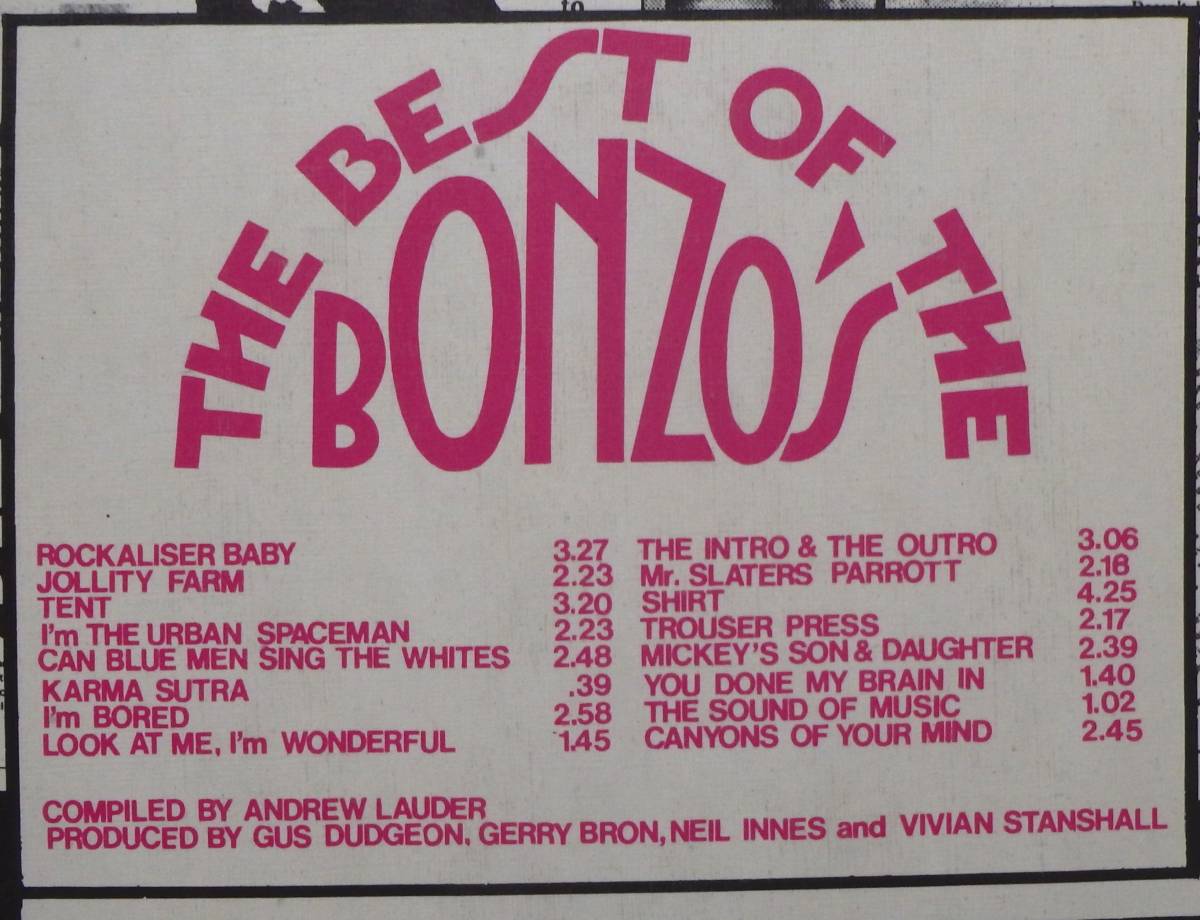 to
THE BEST OF THE
BONZO'S
ROCKALISER BABY 3.27
JOLLITY FARM 2.23
TENT 3.20
I'm THE URBAN SPACEMAN 2.23
CAN BLUE MEN SING THE WHITES 2.48
KARMA SUTRA .39
I'm BORED 2.58
LOOK AT ME, I'm WONDERFUL 1.45
THE INTRO & THE OUTRO 3.06
Mr. SLATERS PARROTT 2.18
SHIRT 4.25
TROUSER PRESS 2.17
MICKEY'S SON & DAUGHTER 2.39
YOU DONE MY BRAIN IN 1.40
THE SOUND OF MUSIC 1.02
CANYONS OF YOUR MIND 2.45
COMPILED BY ANDREW LAUDER
PRODUCED BY GUS DUDGEON. GERRY BRON, NEIL INNES and VIVIAN STANSHALL